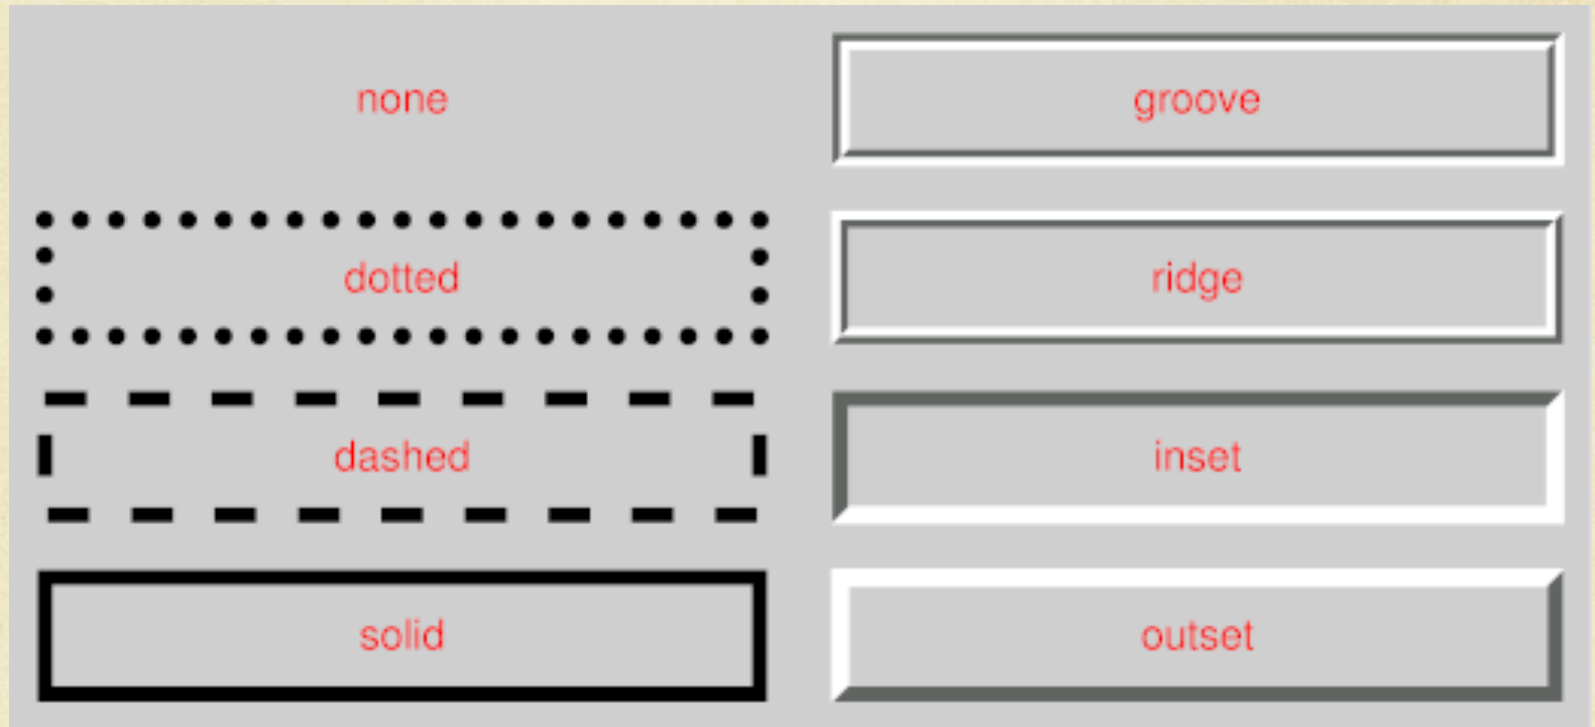 none
groove
dotted
ridge
dashed
inset
solid
outset